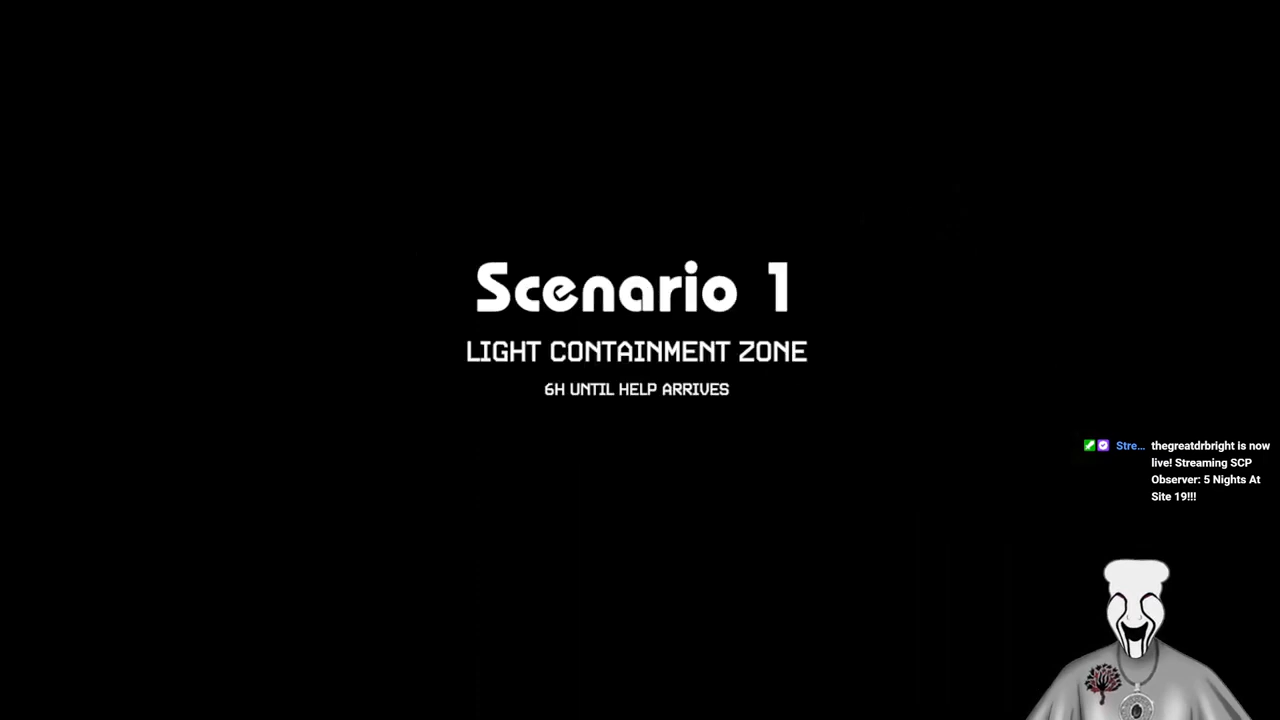 Scenario 1
LIGHT CONTAINMENT ZONE
6H UNTIL HELP ARRIVES
Stre... thegreatdrbright is now
live! Streaming SCP
Observer: 5 Nights At
Site 19!!!